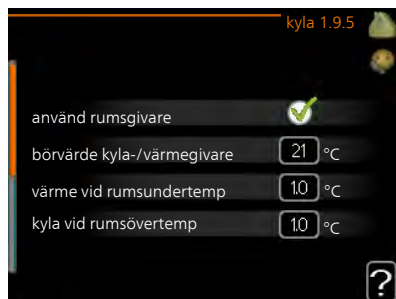 kyla 1.9.5
använd rumsgivare
börvärde kyla-/värmegivare 21 °C
värme vid rumsundertemp 1.0 °C
kyla vid rumsövertemp 1.0 °C
?